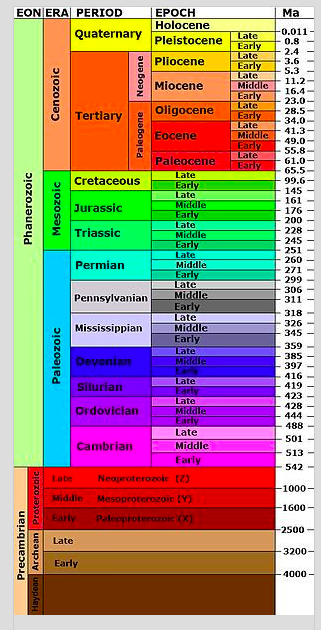 EON ERA PERIOD EPOCH Ma
Phanerozoic
Precambrian
Cenozoic
Mesozoic
Paleozoic
Proterozoic
Archean
Haydean
Quaternary
Tertiary
Neogene
Paleogene
Cretaceous
Jurassic
Triassic
Permian
Pennsylvanian
Mississippian
Devenian
Silurian
Ordovician
Cambrian
Holocene
Pleistocene
Late
Early
Pliocene
Late
Early
Miocene
Late
Middle
Early
Oligocene
Late
Early
Eocene
Late
Middle
Early
Paleocene
Late
Early
Late
Early
Late
Middle
Early
Late
Middle
Early
Late
Middle
Early
Late
Middle
Early
Late
Middle
Early
Late
Middle
Early
Late
Early
Late
Middle
Early
Late
Middle
Early
Late Neoproterozoic (Z)
Middle Mesoproterozoic (Y)
Early Paleoproterozoic (X)
Late
Early
0.011
0.8
2.4
3.6
5.3
11.2
16.4
23.0
28.5
34.0
41.3
49.0
55.8
61.0
65.5
99.6
145
161
176
200
228
245
251
260
271
299
306
311
318
326
345
359
385
397
416
419
423
428
444
488
501
513
542
1000
1600
2500
3200
4000